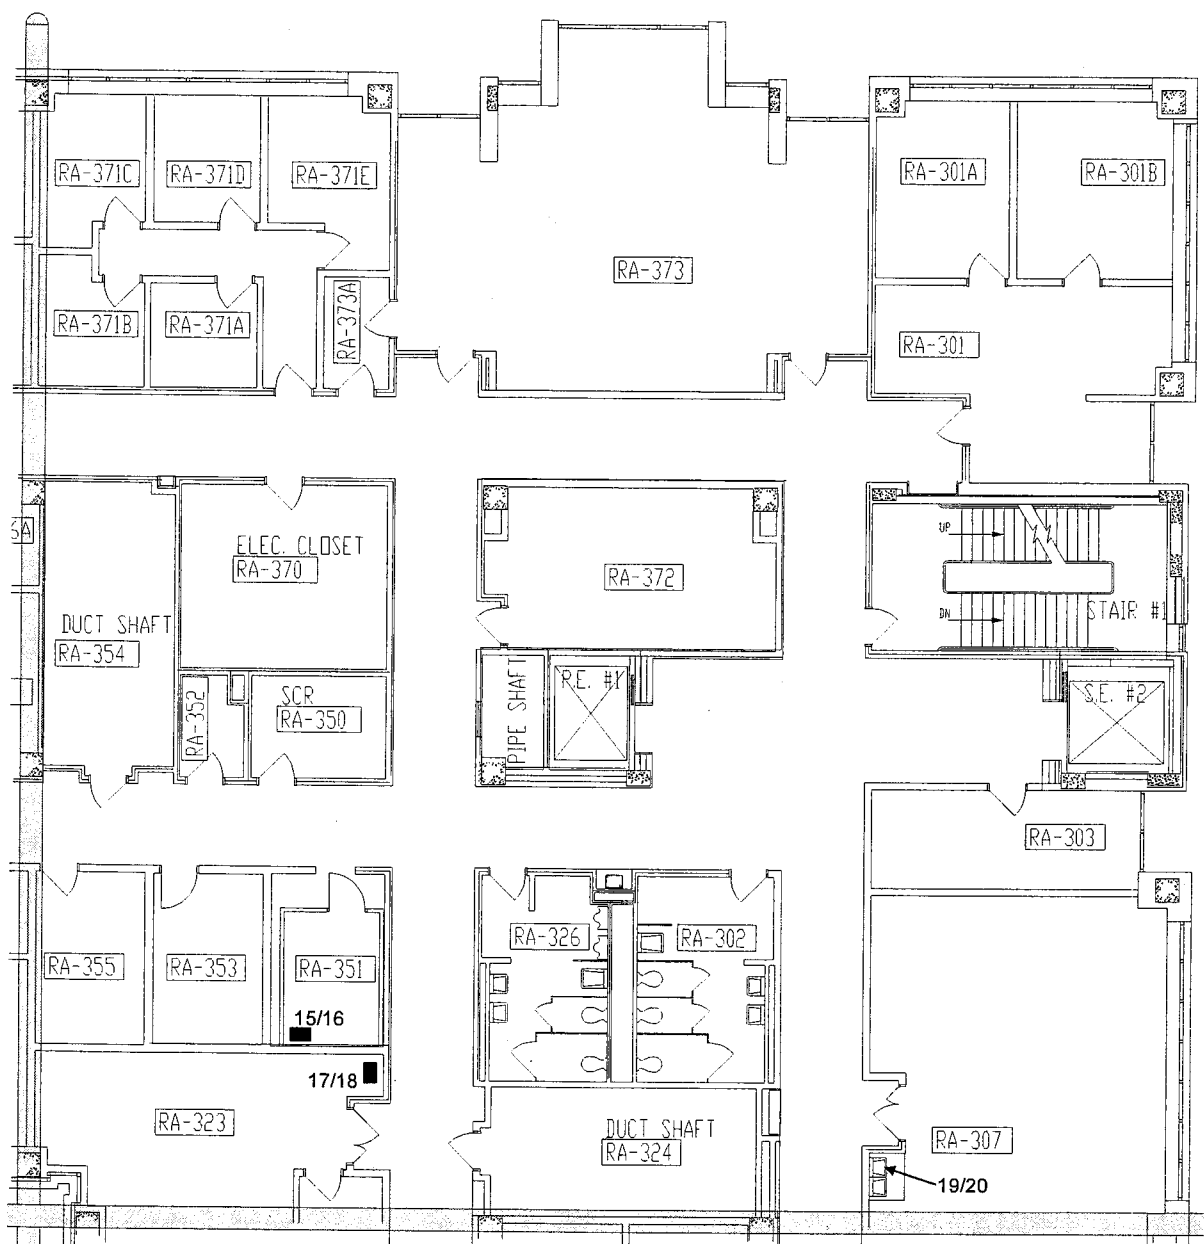 RA-371C
RA-371D
RA-371E
RA-301A
RA-301B
RA-373
RA-371B
RA-371A
RA-373A
RA-301
5A
UP
ELEC. CLOSET
RA-370
RA-372
DN
STAIR #1
DUCT SHAFT
RA-354
PIPE SHAFT
P.E. #1
S.E. #2
RA-352
SCR
RA-350
RA-303
RA-355
RA-353
RA-351
RA-326
RA-302
15/16
17/18
RA-323
DUCT SHAFT
RA-324
RA-307
19/20